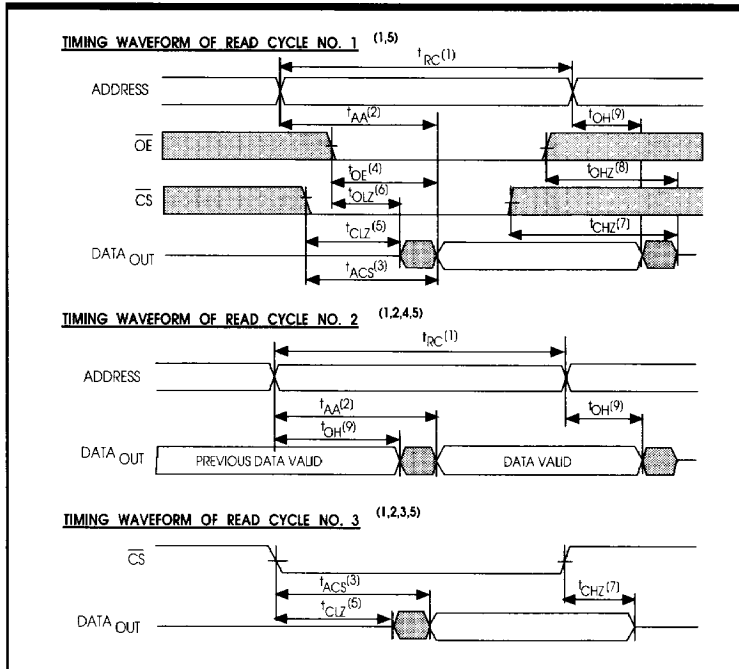 TIMING WAVEFORM OF READ CYCLE NO. 1 (1,5)
tRC(1)
ADDRESS
tAA(2)
tOH(9)
OE
tOE(4)
tOHZ(8)
tOLZ(6)
CS
tCLZ(5)
tCHZ(7)
DATA OUT
tACS(3)
TIMING WAVEFORM OF READ CYCLE NO. 2 (1,2,4,5)
tRC(1)
ADDRESS
tAA(2)
tOH(9)
tOH(9)
DATA OUT
PREVIOUS DATA VALID
DATA VALID
TIMING WAVEFORM OF READ CYCLE NO. 3 (1,2,3,5)
CS
tACS(3)
tCHZ(7)
tCLZ(5)
DATA OUT